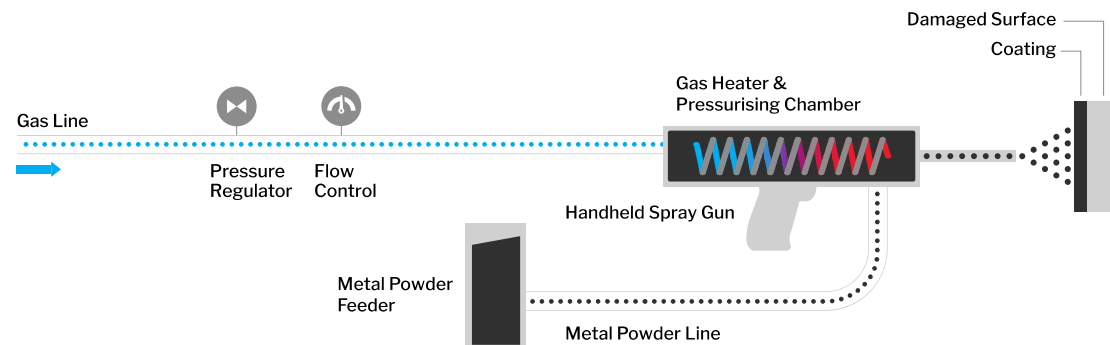 Damaged Surface
Coating
Gas Heater &
Pressurising Chamber
Gas Line
Pressure
Regulator
Flow
Control
Handheld Spray Gun
Metal Powder
Feeder
Metal Powder Line